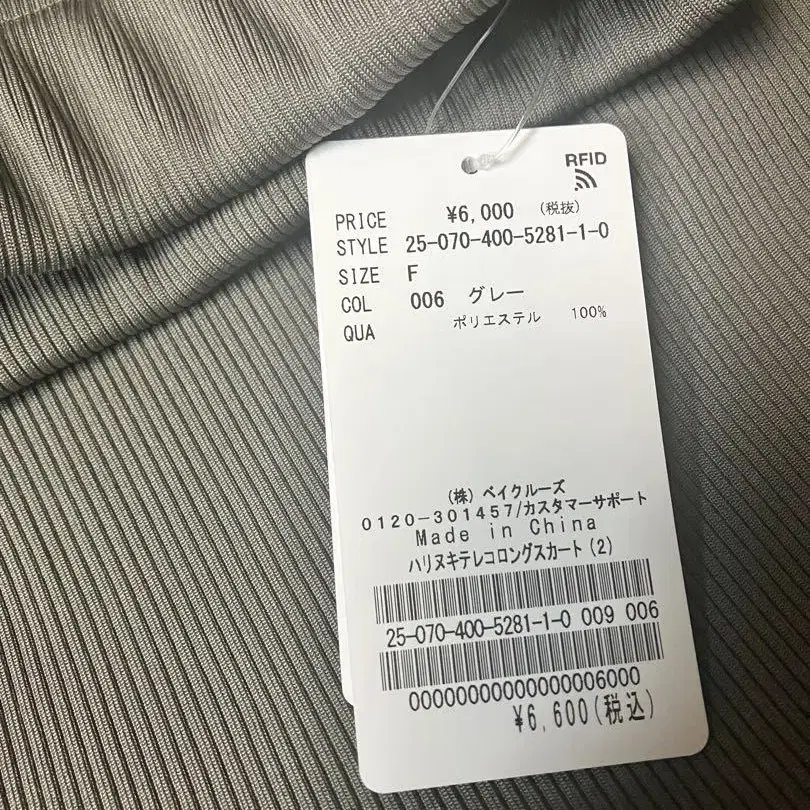 RFID
PRICE ¥6,000 (税抜)
STYLE 25-070-400-5281-1-0
SIZE F
COL 006 グレー
QUA ポリエステル 100%
(株) ベイクルーズ
0120-301457/カスタマーサポート
Made in China
ハリヌキテレコロングスカート(2)
25-070-400-5281-1-0 009 006
00000000000000006000
¥6,600(税込)